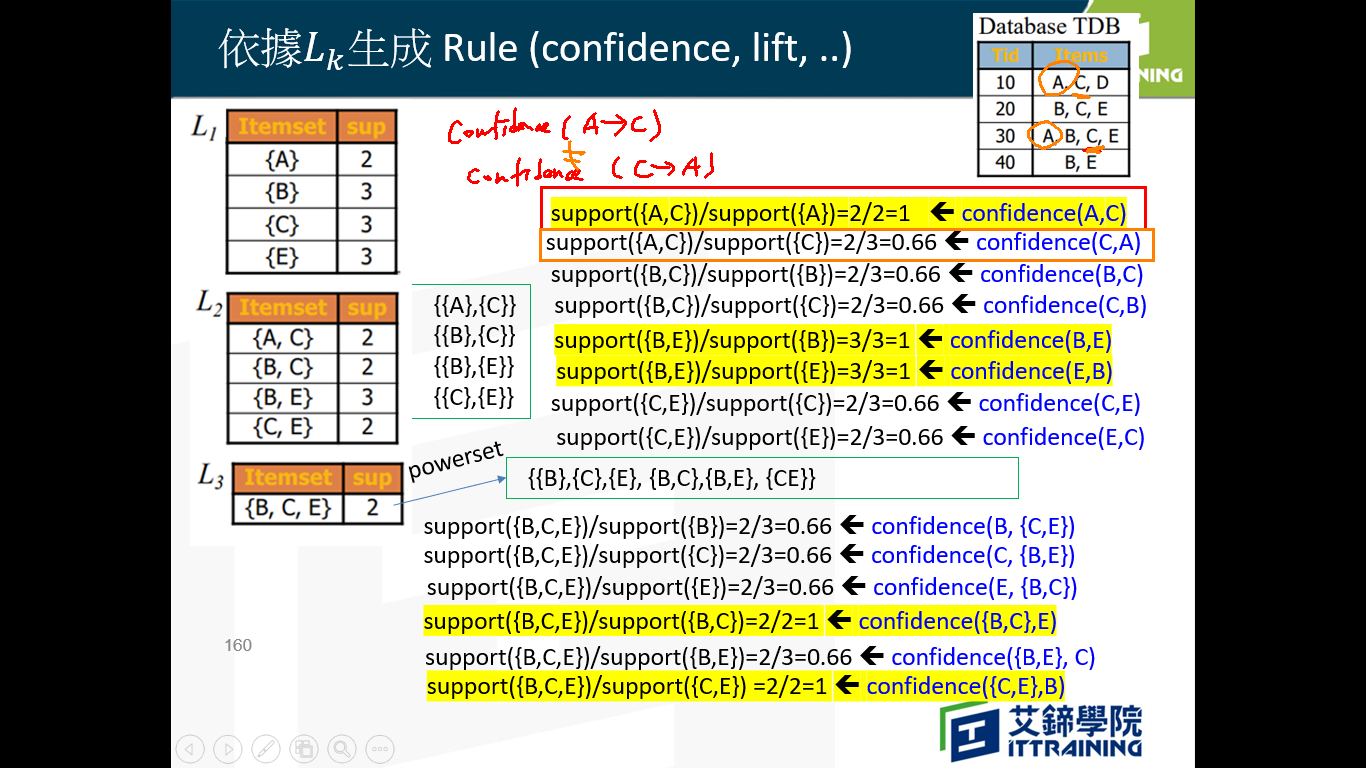 依據Lₖ生成 Rule (confidence, lift, ..)
Database TDB
Tid Items
10 A, C, D
20 B, C, E
30 A, B, C, E
40 B, E
NING
L1
Itemset sup
{A} 2
{B} 3
{C} 3
{E} 3
Confidence ( A→C)
≠
confidence ( C→A)
support({A,C})/support({A})=2/2=1 🡸 confidence(A,C)
support({A,C})/support({C})=2/3=0.66 🡸 confidence(C,A)
support({B,C})/support({B})=2/3=0.66 🡸 confidence(B,C)
support({B,C})/support({C})=2/3=0.66 🡸 confidence(C,B)
support({B,E})/support({B})=3/3=1 🡸 confidence(B,E)
support({B,E})/support({E})=3/3=1 🡸 confidence(E,B)
support({C,E})/support({C})=2/3=0.66 🡸 confidence(C,E)
support({C,E})/support({E})=2/3=0.66 🡸 confidence(E,C)
L2
Itemset sup
{A, C} 2
{B, C} 2
{B, E} 3
{C, E} 2
{{A},{C}}
{{B},{C}}
{{B},{E}}
{{C},{E}}
L3
Itemset sup
{B, C, E} 2
powerset
{{B},{C},{E}, {B,C},{B,E}, {CE}}
support({B,C,E})/support({B})=2/3=0.66 🡸 confidence(B, {C,E})
support({B,C,E})/support({C})=2/3=0.66 🡸 confidence(C, {B,E})
support({B,C,E})/support({E})=2/3=0.66 🡸 confidence(E, {B,C})
support({B,C,E})/support({B,C})=2/2=1 🡸 confidence({B,C},E)
support({B,C,E})/support({B,E})=2/3=0.66 🡸 confidence({B,E}, C)
support({B,C,E})/support({C,E}) =2/2=1 🡸 confidence({C,E},B)
160
艾鍗學院
ITTRAINING